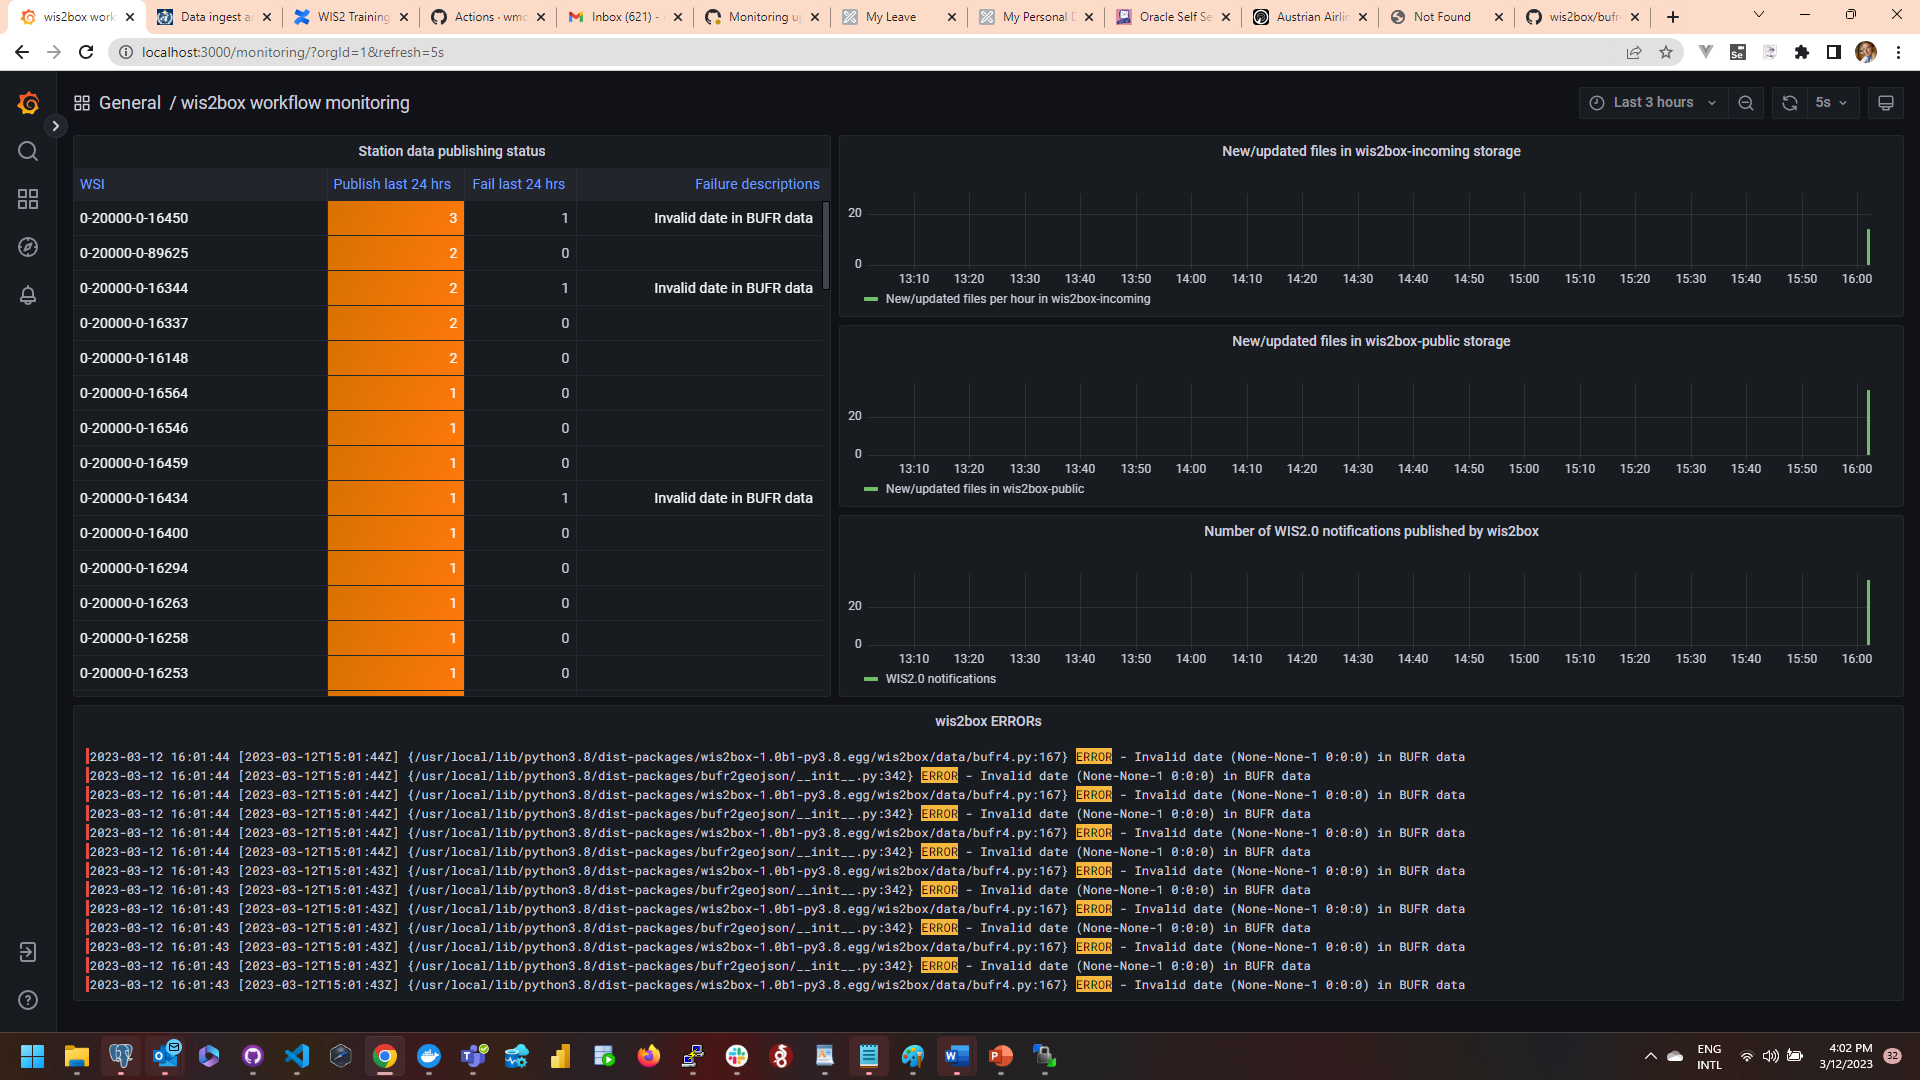 wis2box work
Data ingest a
WIS2 Training
Actions · wmo
Inbox (621) -
Monitoring u
My Leave
My Personal D
Oracle Self Se
Austrian Airlin
Not Found
wis2box/bufr
localhost:3000/monitoring/?orgId=1&refresh=5s
General / wis2box workflow monitoring
Last 3 hours
5s
Station data publishing status
WSI Publish last 24 hrs Fail last 24 hrs Failure descriptions
0-20000-0-16450 3 1 Invalid date in BUFR data
0-20000-0-89625 2 0
0-20000-0-16344 2 1 Invalid date in BUFR data
0-20000-0-16337 2 0
0-20000-0-16148 2 0
0-20000-0-16564 1 0
0-20000-0-16546 1 0
0-20000-0-16459 1 0
0-20000-0-16434 1 1 Invalid date in BUFR data
0-20000-0-16400 1 0
0-20000-0-16294 1 0
0-20000-0-16263 1 0
0-20000-0-16258 1 0
0-20000-0-16253 1 0
New/updated files in wis2box-incoming storage
20
0
13:10 13:20 13:30 13:40 13:50 14:00 14:10 14:20 14:30 14:40 14:50 15:00 15:10 15:20 15:30 15:40 15:50 16:00
New/updated files per hour in wis2box-incoming
New/updated files in wis2box-public storage
20
0
13:10 13:20 13:30 13:40 13:50 14:00 14:10 14:20 14:30 14:40 14:50 15:00 15:10 15:20 15:30 15:40 15:50 16:00
New/updated files in wis2box-public
Number of WIS2.0 notifications published by wis2box
20
0
13:10 13:20 13:30 13:40 13:50 14:00 14:10 14:20 14:30 14:40 14:50 15:00 15:10 15:20 15:30 15:40 15:50 16:00
WIS2.0 notifications
wis2box ERRORs
2023-03-12 16:01:44 [2023-03-12T15:01:44Z] {/usr/local/lib/python3.8/dist-packages/wis2box-1.0b1-py3.8.egg/wis2box/data/bufr4.py:167} ERROR - Invalid date (None-None-1 0:0:0) in BUFR data
2023-03-12 16:01:44 [2023-03-12T15:01:44Z] {/usr/local/lib/python3.8/dist-packages/bufr2geojson/__init__.py:342} ERROR - Invalid date (None-None-1 0:0:0) in BUFR data
2023-03-12 16:01:44 [2023-03-12T15:01:44Z] {/usr/local/lib/python3.8/dist-packages/wis2box-1.0b1-py3.8.egg/wis2box/data/bufr4.py:167} ERROR - Invalid date (None-None-1 0:0:0) in BUFR data
2023-03-12 16:01:44 [2023-03-12T15:01:44Z] {/usr/local/lib/python3.8/dist-packages/bufr2geojson/__init__.py:342} ERROR - Invalid date (None-None-1 0:0:0) in BUFR data
2023-03-12 16:01:44 [2023-03-12T15:01:44Z] {/usr/local/lib/python3.8/dist-packages/wis2box-1.0b1-py3.8.egg/wis2box/data/bufr4.py:167} ERROR - Invalid date (None-None-1 0:0:0) in BUFR data
2023-03-12 16:01:44 [2023-03-12T15:01:44Z] {/usr/local/lib/python3.8/dist-packages/bufr2geojson/__init__.py:342} ERROR - Invalid date (None-None-1 0:0:0) in BUFR data
2023-03-12 16:01:43 [2023-03-12T15:01:43Z] {/usr/local/lib/python3.8/dist-packages/wis2box-1.0b1-py3.8.egg/wis2box/data/bufr4.py:167} ERROR - Invalid date (None-None-1 0:0:0) in BUFR data
2023-03-12 16:01:43 [2023-03-12T15:01:43Z] {/usr/local/lib/python3.8/dist-packages/bufr2geojson/__init__.py:342} ERROR - Invalid date (None-None-1 0:0:0) in BUFR data
2023-03-12 16:01:43 [2023-03-12T15:01:43Z] {/usr/local/lib/python3.8/dist-packages/wis2box-1.0b1-py3.8.egg/wis2box/data/bufr4.py:167} ERROR - Invalid date (None-None-1 0:0:0) in BUFR data
2023-03-12 16:01:43 [2023-03-12T15:01:43Z] {/usr/local/lib/python3.8/dist-packages/bufr2geojson/__init__.py:342} ERROR - Invalid date (None-None-1 0:0:0) in BUFR data
2023-03-12 16:01:43 [2023-03-12T15:01:43Z] {/usr/local/lib/python3.8/dist-packages/wis2box-1.0b1-py3.8.egg/wis2box/data/bufr4.py:167} ERROR - Invalid date (None-None-1 0:0:0) in BUFR data
2023-03-12 16:01:43 [2023-03-12T15:01:43Z] {/usr/local/lib/python3.8/dist-packages/bufr2geojson/__init__.py:342} ERROR - Invalid date (None-None-1 0:0:0) in BUFR data
2023-03-12 16:01:43 [2023-03-12T15:01:43Z] {/usr/local/lib/python3.8/dist-packages/wis2box-1.0b1-py3.8.egg/wis2box/data/bufr4.py:167} ERROR - Invalid date (None-None-1 0:0:0) in BUFR data
ENG
INTL
4:02 PM
3/12/2023
32